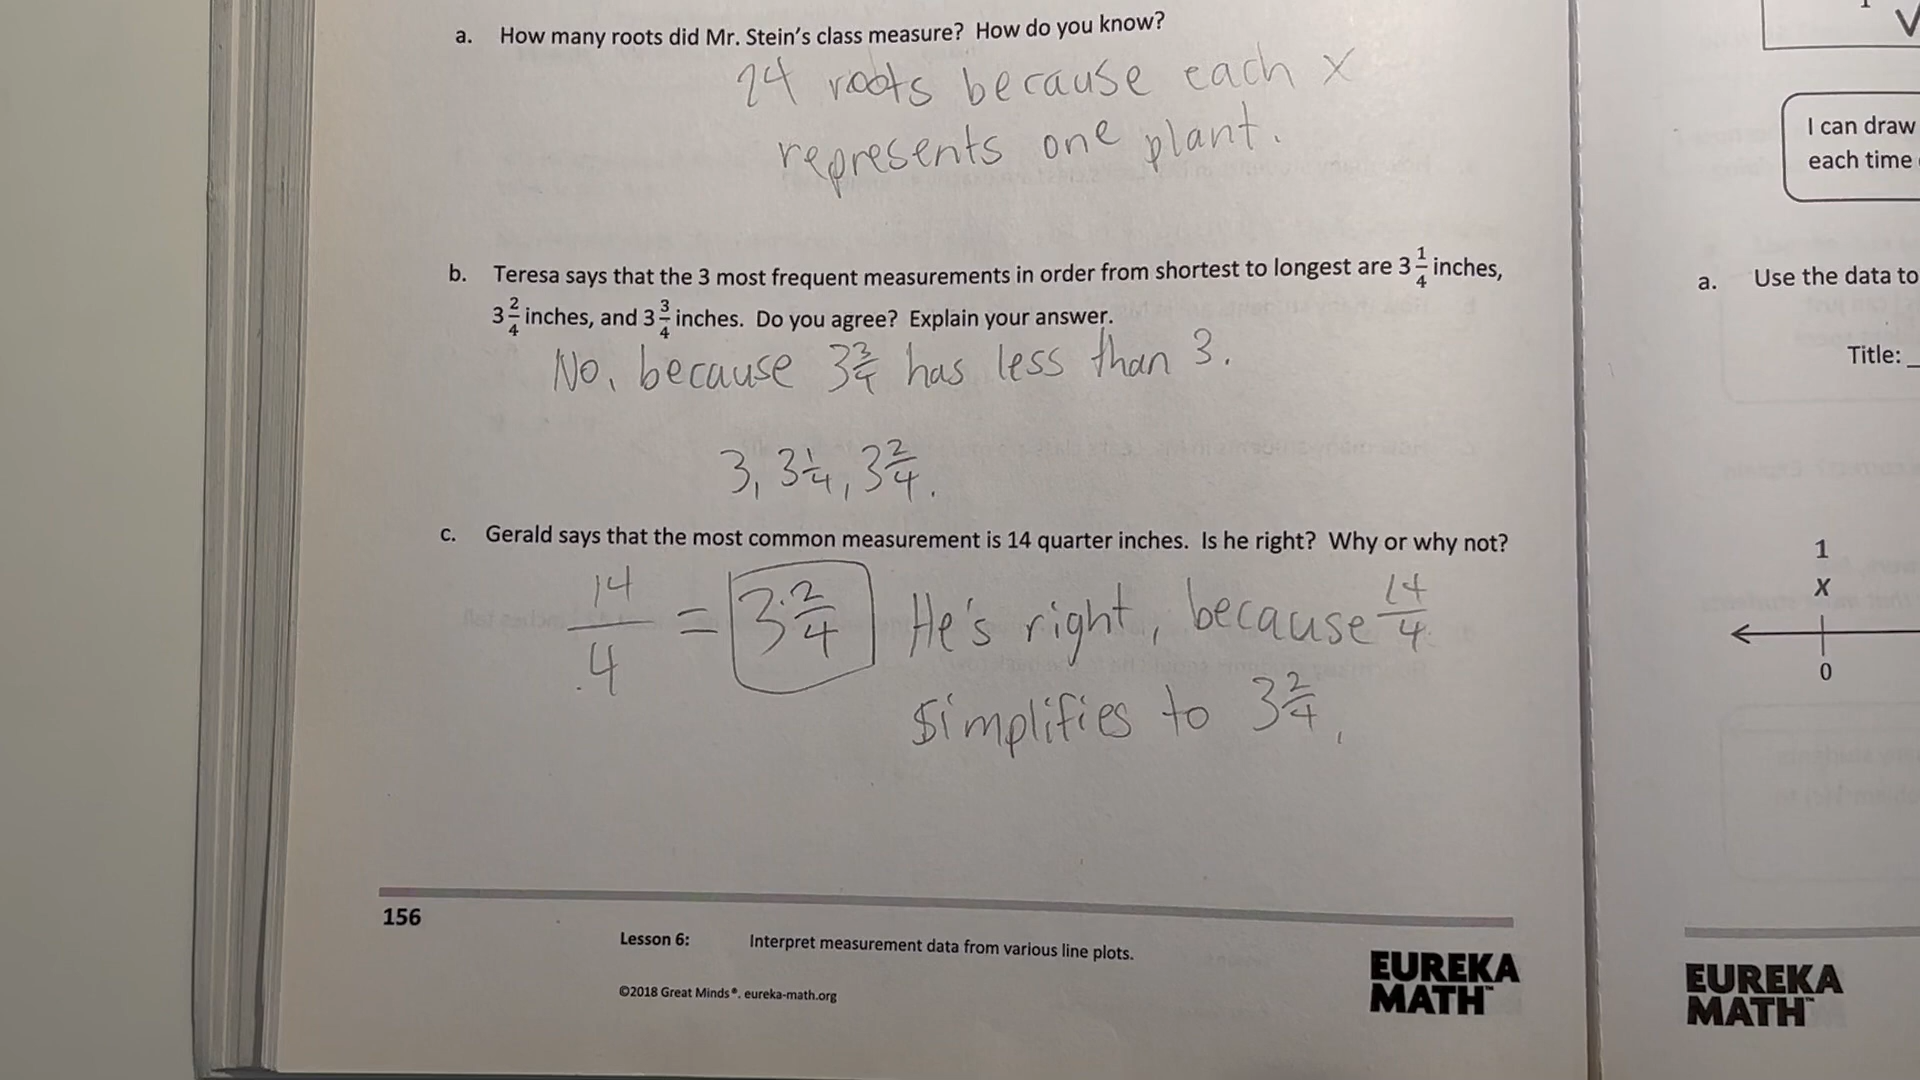 a. How many roots did Mr. Stein's class measure? How do you know?
24 roots because each x
represents one plant.
b. Teresa says that the 3 most frequent measurements in order from shortest to longest are 3 1/4 inches,
3 2/4 inches, and 3 3/4 inches. Do you agree? Explain your answer.
No, because 3 3/4 has less than 3.
3, 3 1/4, 3 2/4.
c. Gerald says that the most common measurement is 14 quarter inches. Is he right? Why or why not?
14/4 = 3 2/4 He's right, because 14/4
simplifies to 3 2/4.
156
Lesson 6: Interpret measurement data from various line plots.
©2018 Great Minds®. eureka-math.org
EUREKA
MATH™
I can draw
each time
a. Use the data to
Title:
1
X
0
EUREKA
MATH™